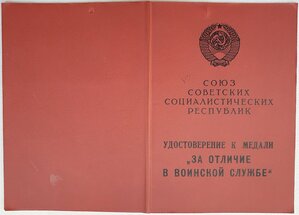 СОЮЗ
СОВЕТСКИХ
СОЦИАЛИСТИЧЕСКИХ
РЕСПУБЛИК
УДОСТОВЕРЕНИЕ К МЕДАЛИ
„ЗА ОТЛИЧИЕ
В ВОИНСКОЙ СЛУЖБЕ"